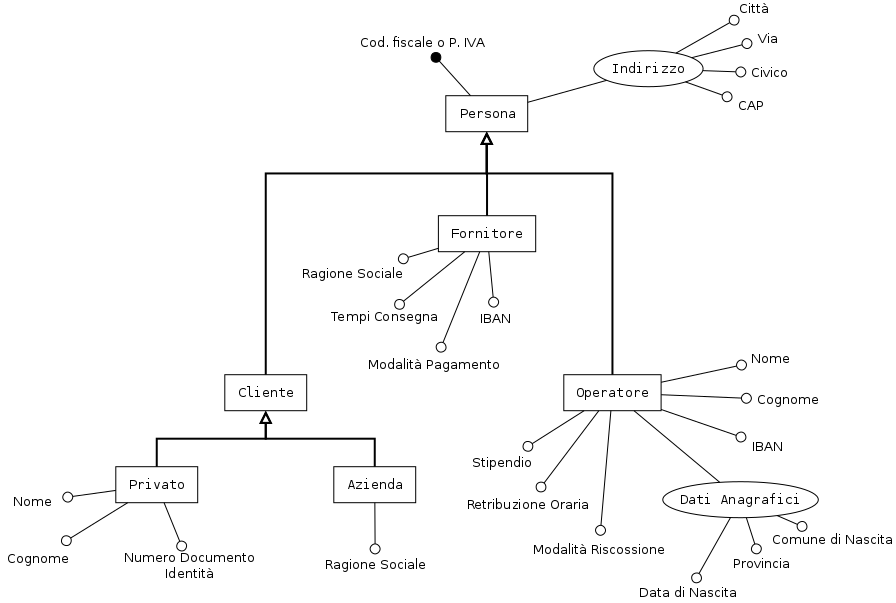 Città
Via
Cod. fiscale o P. IVA
Indirizzo
Civico
CAP
Persona
Fornitore
Ragione Sociale
Tempi Consegna
IBAN
Modalità Pagamento
Nome
Cliente
Operatore
Cognome
IBAN
Stipendio
Privato
Azienda
Nome
Retribuzione Oraria
Dati Anagrafici
Modalità Riscossione
Comune di Nascita
Cognome
Numero Documento
Identità
Ragione Sociale
Provincia
Data di Nascita